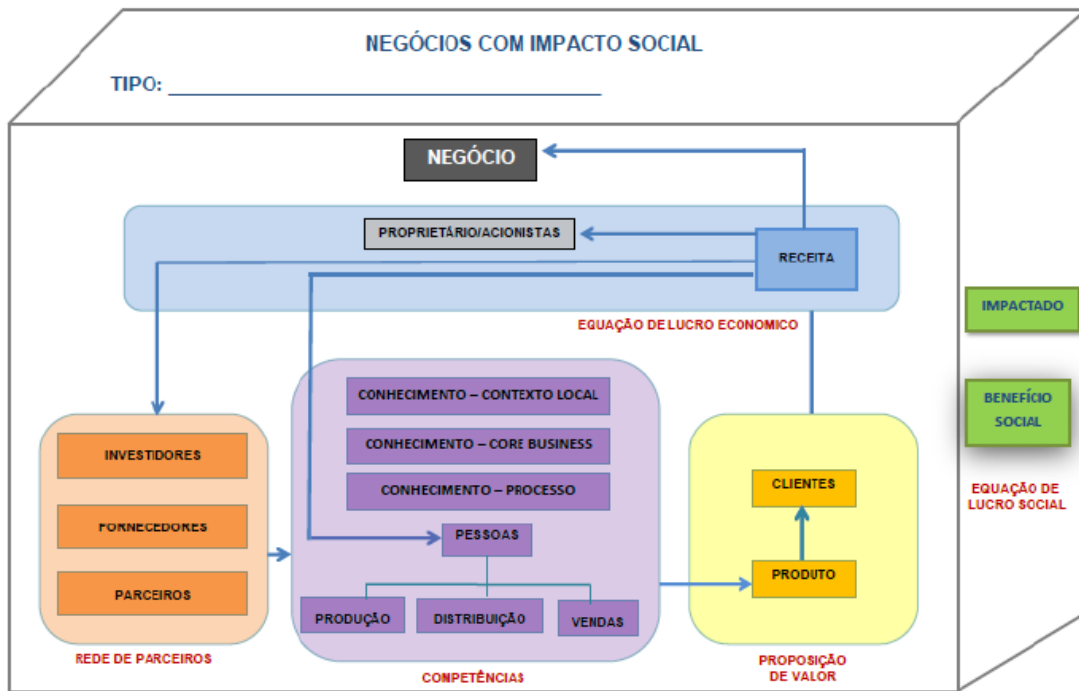 NEGÓCIOS COM IMPACTO SOCIAL
TIPO: ________________________________________
NEGÓCIO
PROPRIETÁRIO/ACIONISTAS
RECEITA
EQUAÇÃO DE LUCRO ECONOMICO
IMPACTADO
BENEFÍCIO
SOCIAL
EQUAÇÃO DE
LUCRO SOCIAL
INVESTIDORES
FORNECEDORES
PARCEIROS
REDE DE PARCEIROS
CONHECIMENTO – CONTEXTO LOCAL
CONHECIMENTO – CORE BUSINESS
CONHECIMENTO – PROCESSO
PESSOAS
PRODUÇÃO
DISTRIBUIÇÃO
VENDAS
COMPETÊNCIAS
CLIENTES
PRODUTO
PROPOSIÇÃO
DE VALOR